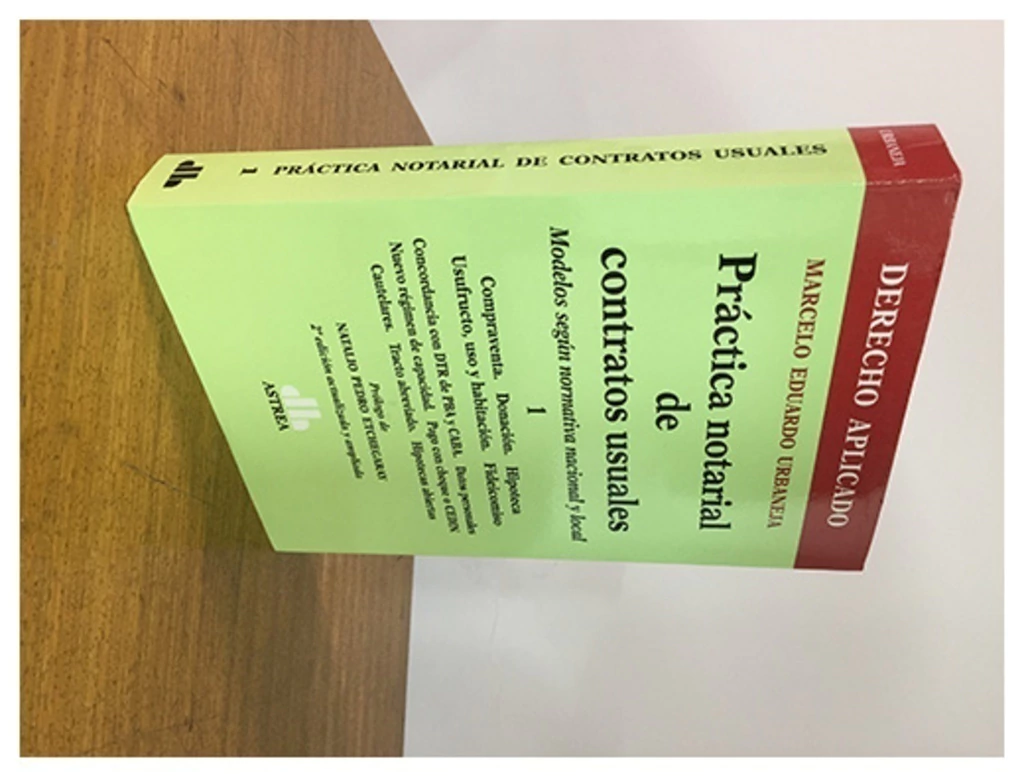 DERECHO APLICADO
MARCELO EDUARDO URBANEJA
Práctica notarial
de
contratos usuales
Modelos según normativa nacional y local
1
Compraventa. Donación. Hipoteca
Usufructo, uso y habitación. Fideicomiso
Concordancia con DTR de PBA y CABA. Datos personales
Nuevo régimen de capacidad. Pago con cheque o CEDIN
Cautelares. Tracto abreviado. Hipotecas abiertas
Prólogo de
NATALIO PEDRO ETCHEGARAY
2ª edición actualizada y ampliada
ASTREA
URBANEJA
1 PRÁCTICA NOTARIAL DE CONTRATOS USUALES